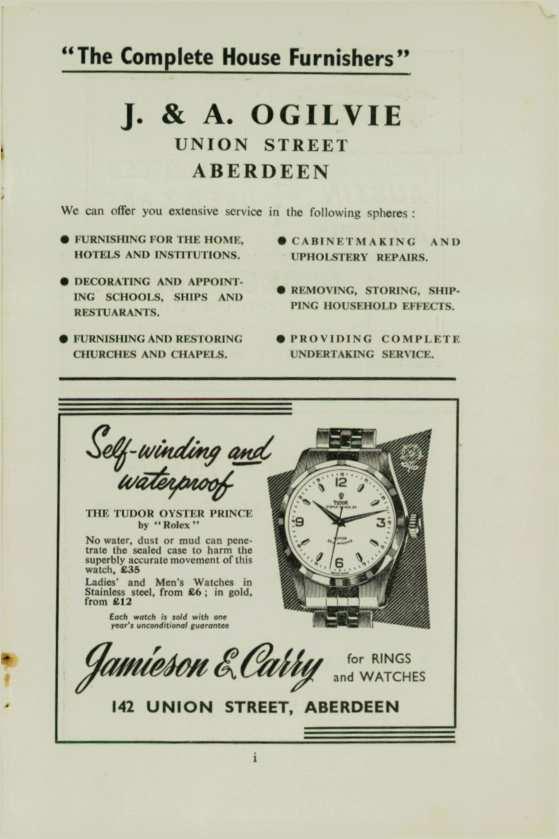 "The Complete House Furnishers"
J. & A. OGILVIE
UNION STREET
ABERDEEN
We can offer you extensive service in the following spheres :
● FURNISHING FOR THE HOME,
HOTELS AND INSTITUTIONS.
● DECORATING AND APPOINT-
ING SCHOOLS, SHIPS AND
RESTUARANTS.
● FURNISHING AND RESTORING
CHURCHES AND CHAPELS.
● CABINETMAKING AND
UPHOLSTERY REPAIRS.
● REMOVING, STORING, SHIP-
PING HOUSEHOLD EFFECTS.
● PROVIDING COMPLETE
UNDERTAKING SERVICE.
Self-winding and
waterproof
THE TUDOR OYSTER PRINCE
by "Rolex"
No water, dust or mud can pene-
trate the sealed case to harm the
superbly accurate movement of this
watch, £35
Ladies' and Men's Watches in
Stainless steel, from £6 ; in gold,
from £12
Each watch is sold with one
year's unconditional guarantee
12
TUDOR
9
3
6
Jamieson & Carry
for RINGS
and WATCHES
142 UNION STREET, ABERDEEN
i